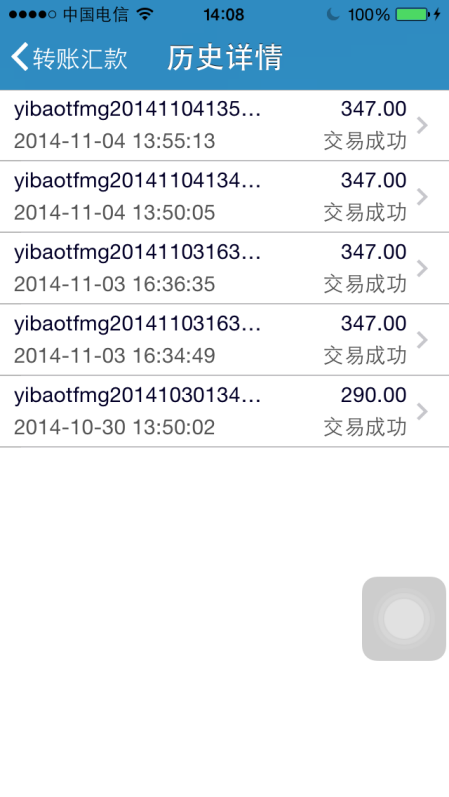 中国电信 14:08 100%
转账汇款 历史详情
yibaotfmg20141104135... 347.00
2014-11-04 13:55:13 交易成功
yibaotfmg20141104134... 347.00
2014-11-04 13:50:05 交易成功
yibaotfmg20141103163... 347.00
2014-11-03 16:36:35 交易成功
yibaotfmg20141103163... 347.00
2014-11-03 16:34:49 交易成功
yibaotfmg20141030134... 290.00
2014-10-30 13:50:02 交易成功